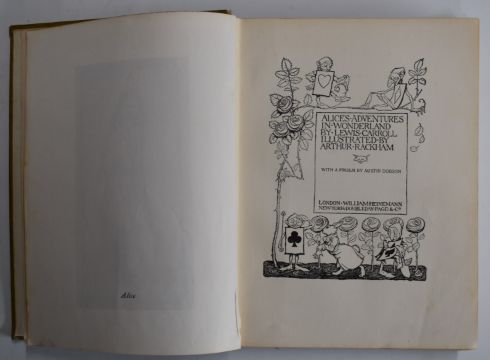 Alice
ALICE'S·ADVENTURES
IN·WONDERLAND
BY·LEWIS·CARROLL
ILLUSTRATED·BY
ARTHUR·RACKHAM
WITH A PROEM BY AUSTIN DOBSON
LONDON·WILLIAM·HEINEMANN
NEW YORK·DOUBLEDAY·PAGE & Co